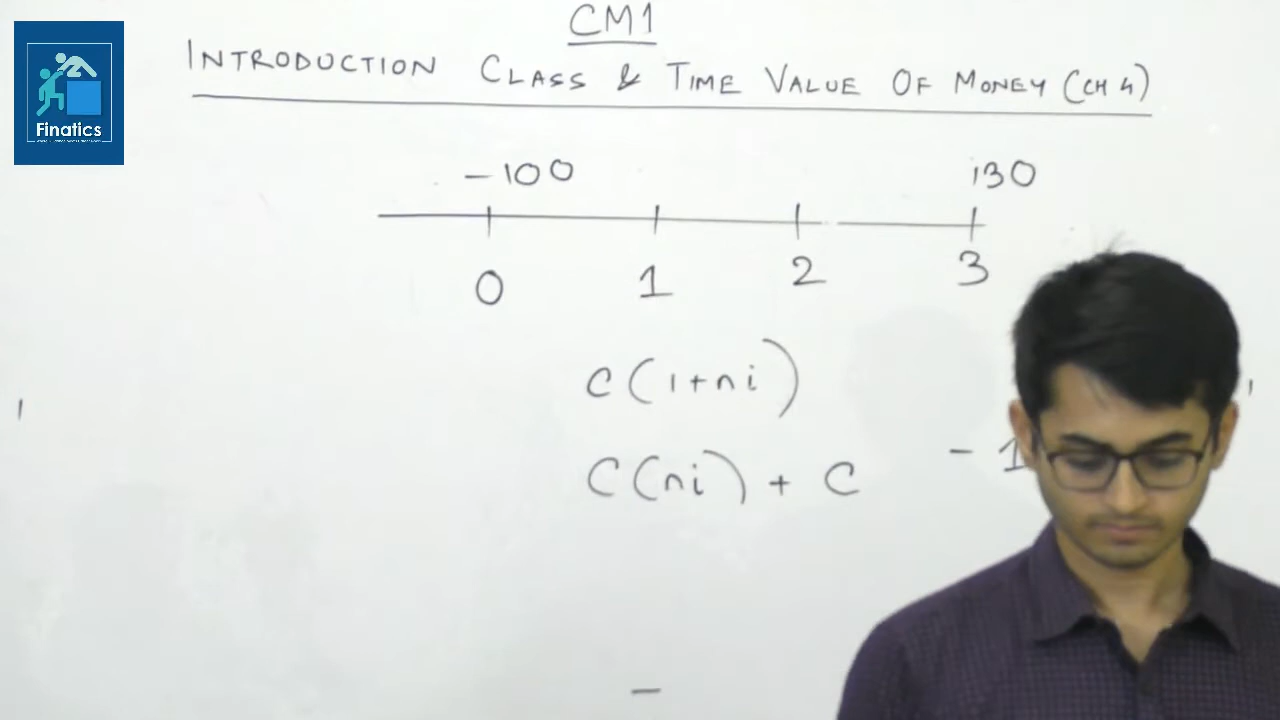 CM1
INTRODUCTION CLASS & TIME VALUE OF MONEY (CH 4)
Finatics
-100 130
0 1 2 3
C(1+ni)
C(ni) + C
- 1
-